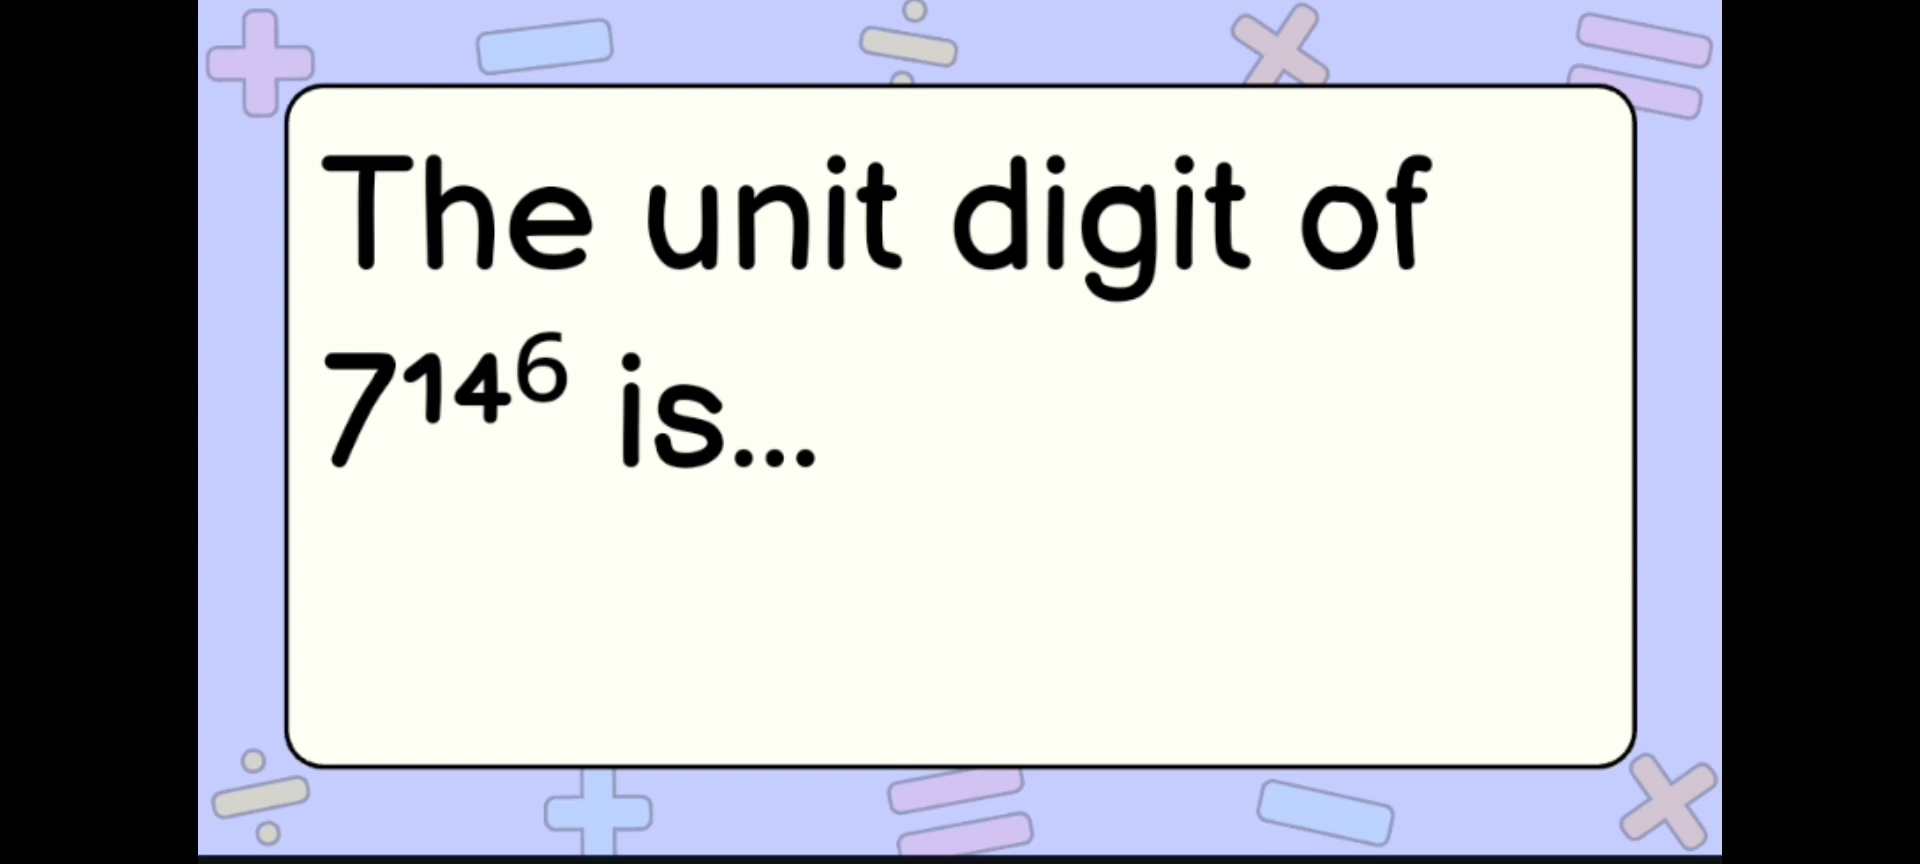 The unit digit of
7¹⁴⁶ is...